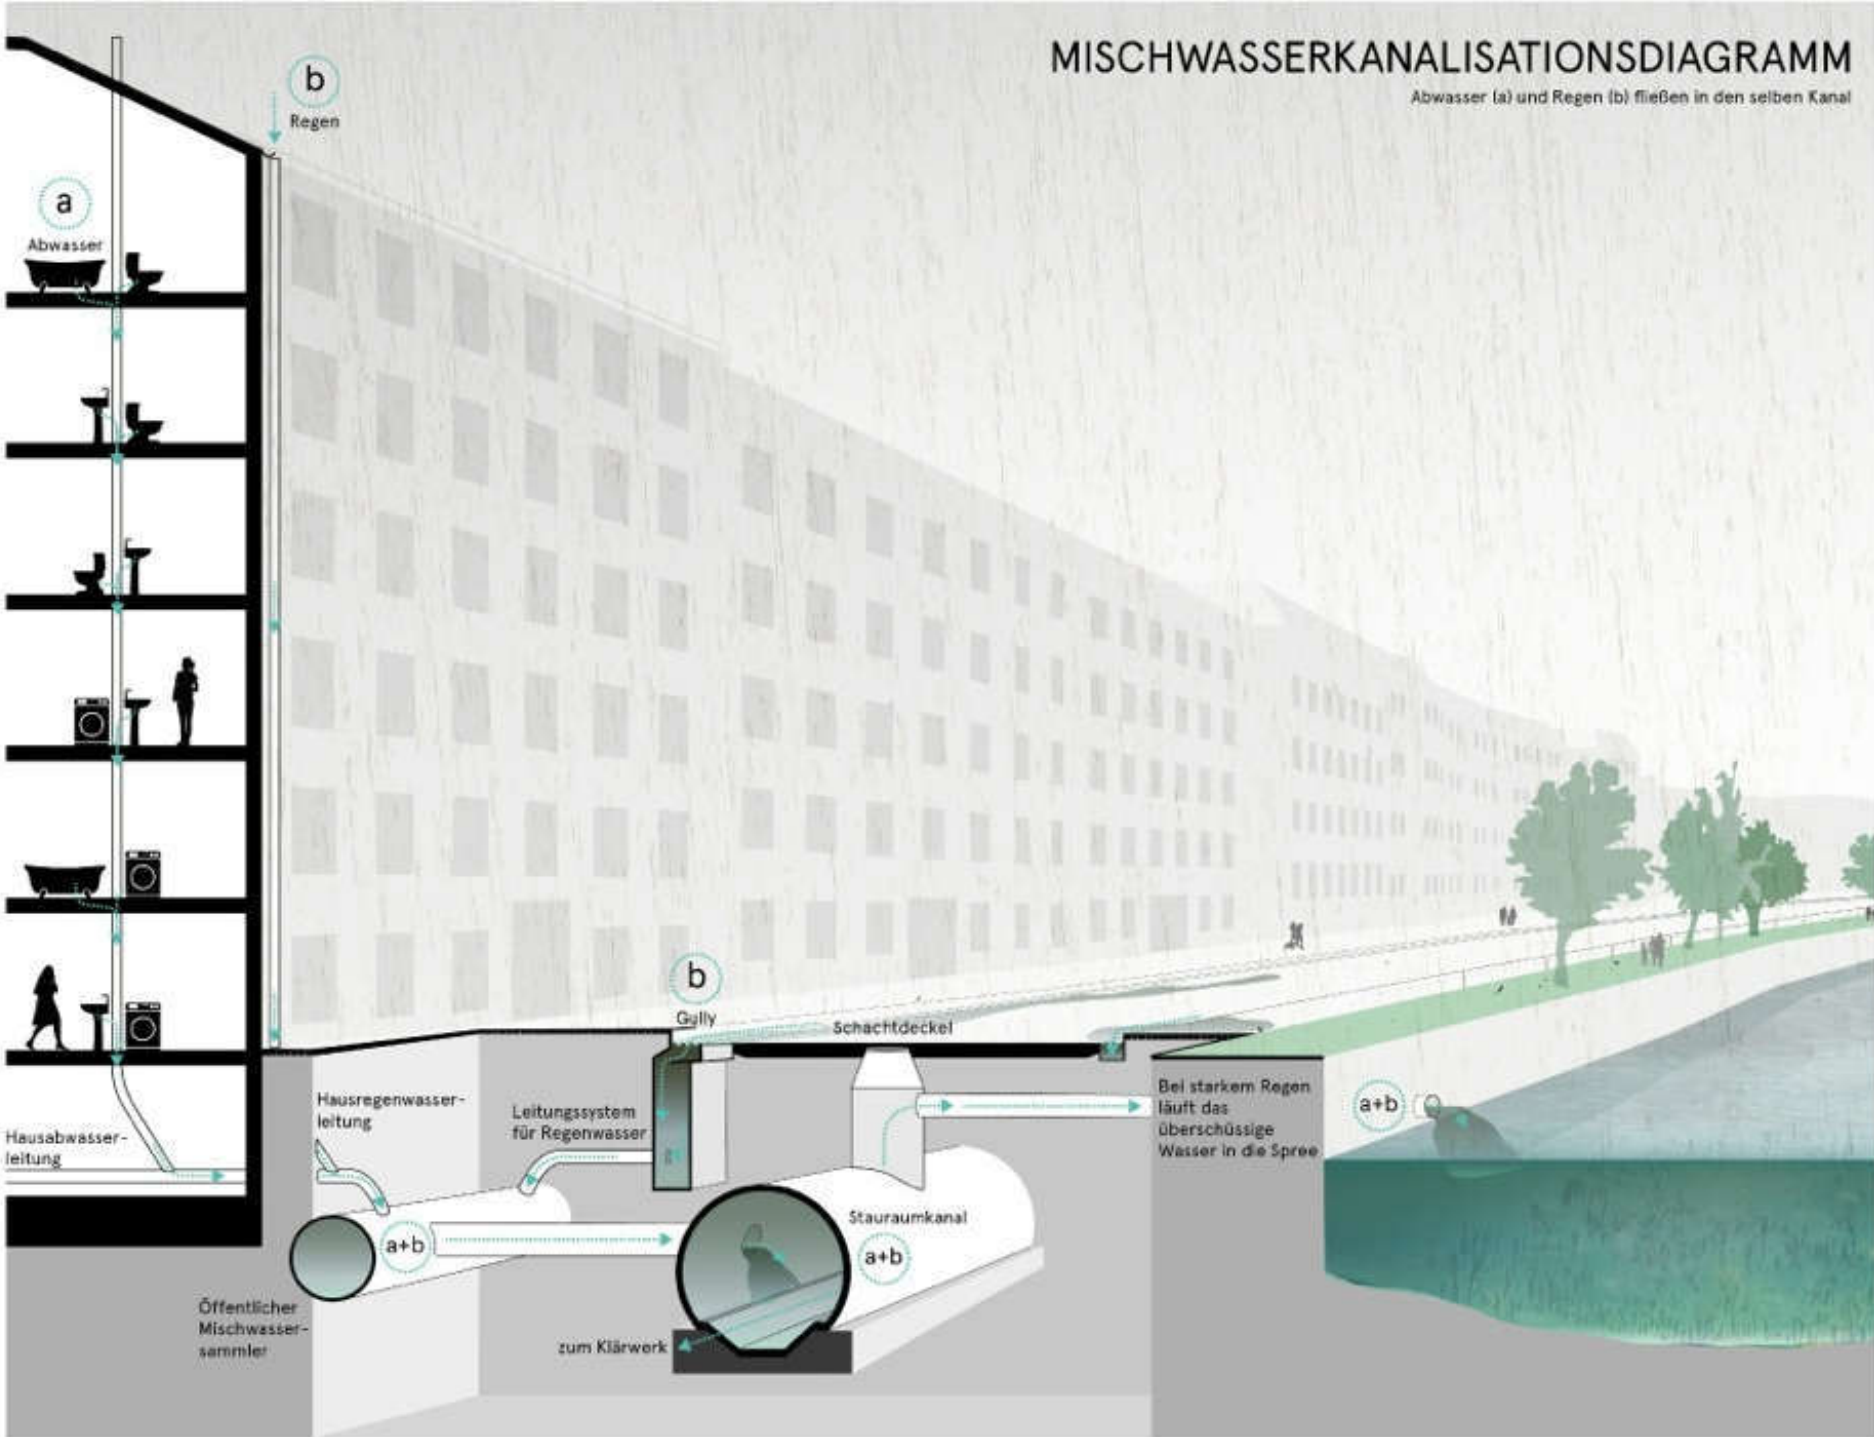 MISCHWASSERKANALISATIONSDIAGRAMM
Abwasser (a) und Regen (b) fließen in den selben Kanal
b
Regen
a
Abwasser
b
Gully
Schachtdeckel
Hausregenwasser-
leitung
Leitungssystem
für Regenwasser
Bei starkem Regen
läuft das
überschüssige
Wasser in die Spree
a+b
Hausabwasser-
leitung
a+b
Stauraumkanal
a+b
Öffentlicher
Mischwasser-
sammler
zum Klärwerk